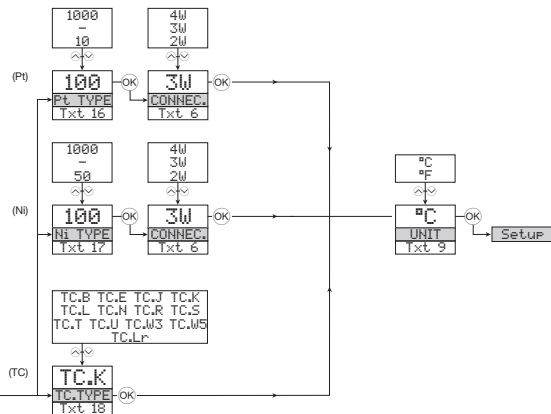 1000
-
10
4W
3W
2W
(Pt)
100
OK
3W
OK
Pt TYPE
CONNEC.
Txt 16
Txt 6
1000
-
50
4W
3W
2W
°C
°F
(Ni)
100
OK
3W
OK
°C
OK
Ni TYPE
CONNEC.
UNIT
Setup
Txt 17
Txt 6
Txt 9
TC.B TC.E TC.J TC.K
TC.L TC.N TC.R TC.S
TC.T TC.U TC.W3 TC.W5
TC.Lr
(TC)
TC.K
TC.TYPE
OK
Txt 18